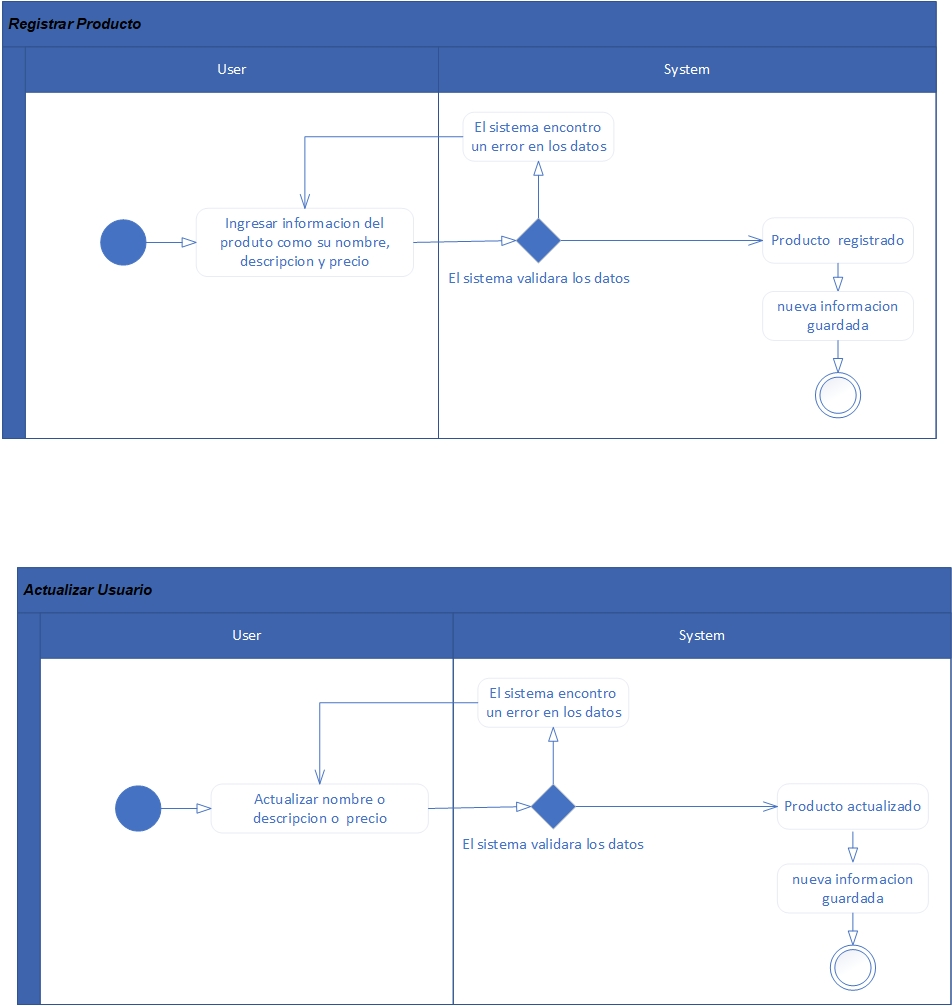 Registrar Producto
User
System
El sistema encontro
un error en los datos
Ingresar informacion del
produto como su nombre,
descripcion y precio
El sistema validara los datos
Producto  registrado
nueva informacion
guardada
Actualizar Usuario
User
System
El sistema encontro
un error en los datos
Actualizar nombre o
descripcion o  precio
El sistema validara los datos
Producto actualizado
nueva informacion
guardada